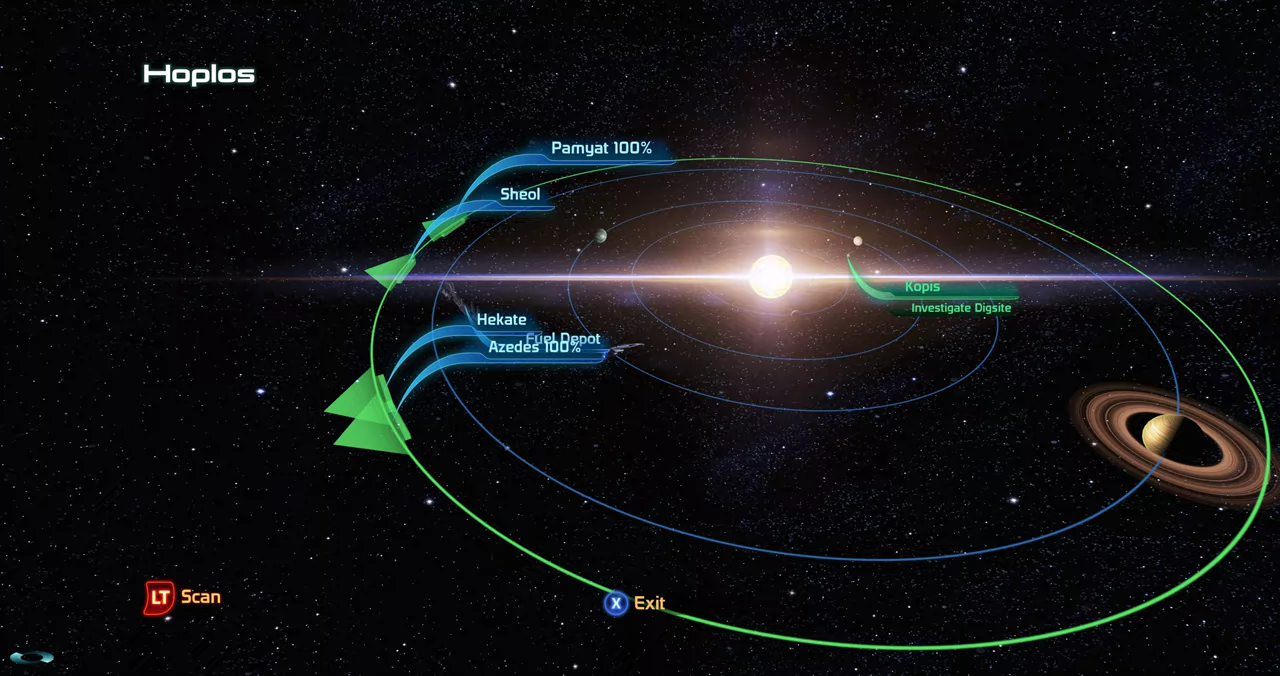 Hoplos
Pamyat 100%
Sheol
Kopis
Investigate Digsite
Hekate
Fuel Depot
Azedes 100%
LT Scan
X Exit